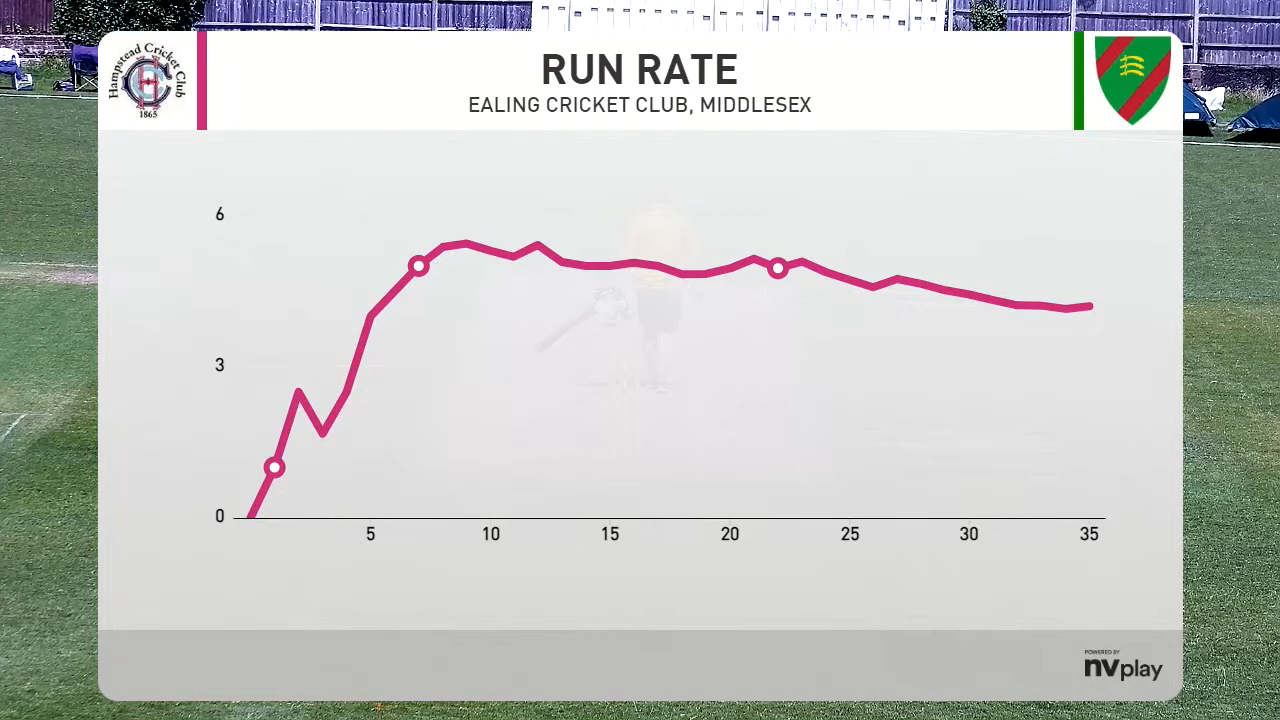 Hampstead Cricket Club
1865
RUN RATE
EALING CRICKET CLUB, MIDDLESEX
6
3
0
5 10 15 20 25 30 35
POWERED BY
nvplay